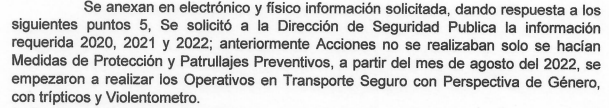 Se anexan en electrónico y físico información solicitada, dando respuesta a los
siguientes puntos 5, Se solicitó a la Dirección de Seguridad Publica la información
requerida 2020, 2021 y 2022; anteriormente Acciones no se realizaban solo se hacían
Medidas de Protección y Patrullajes Preventivos, a partir del mes de agosto del 2022, se
empezaron a realizar los Operativos en Transporte Seguro con Perspectiva de Género,
con trípticos y Violentometro.